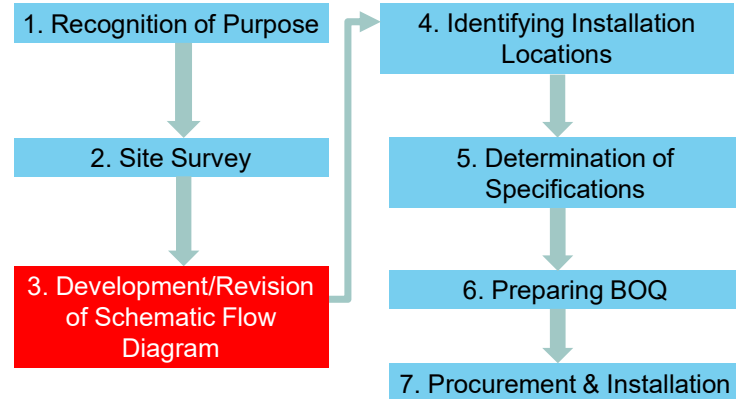 1. Recognition of Purpose
2. Site Survey
3. Development/Revision
of Schematic Flow
Diagram
4. Identifying Installation
Locations
5. Determination of
Specifications
6. Preparing BOQ
7. Procurement & Installation